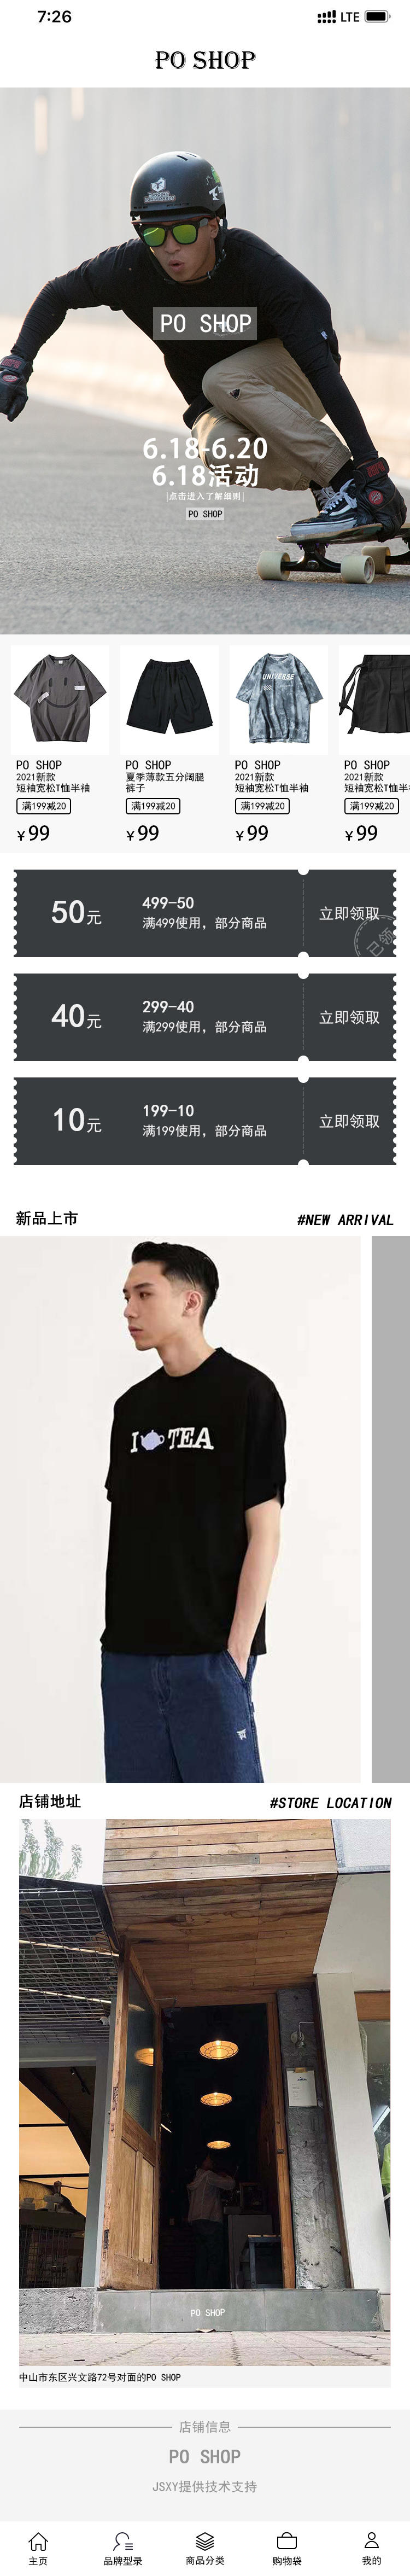 7:26
LTE
PO SHOP
PO SHOP
6.18-6.20
6.18活动
|点击进入了解细则|
PO SHOP
UNIVERSE
PO SHOP
2021新款
短袖宽松T恤半袖
满199减20
¥99
PO SHOP
夏季薄款五分阔腿
裤子
满199减20
¥99
PO SHOP
2021新款
短袖宽松T恤半袖
满199减20
¥99
PO SHOP
2021新款
短袖宽松T恤半
满199减20
¥99
50元
499-50
满499使用, 部分商品
立即领取
已领
40元
299-40
满299使用, 部分商品
立即领取
10元
199-10
满199使用, 部分商品
立即领取
新品上市
#NEW ARRIVAL
I TEA
店铺地址
#STORE LOCATION
PO SHOP
中山市东区兴文路72号对面的PO SHOP
店铺信息
PO SHOP
JSXY提供技术支持
主页
品牌型录
商品分类
购物袋
我的